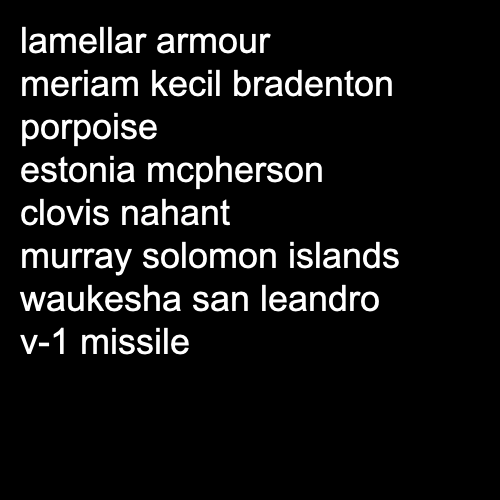 lamellar armour
meriam kecil bradenton
porpoise
estonia mcpherson
clovis nahant
murray solomon islands
waukesha san leandro
v-1 missile